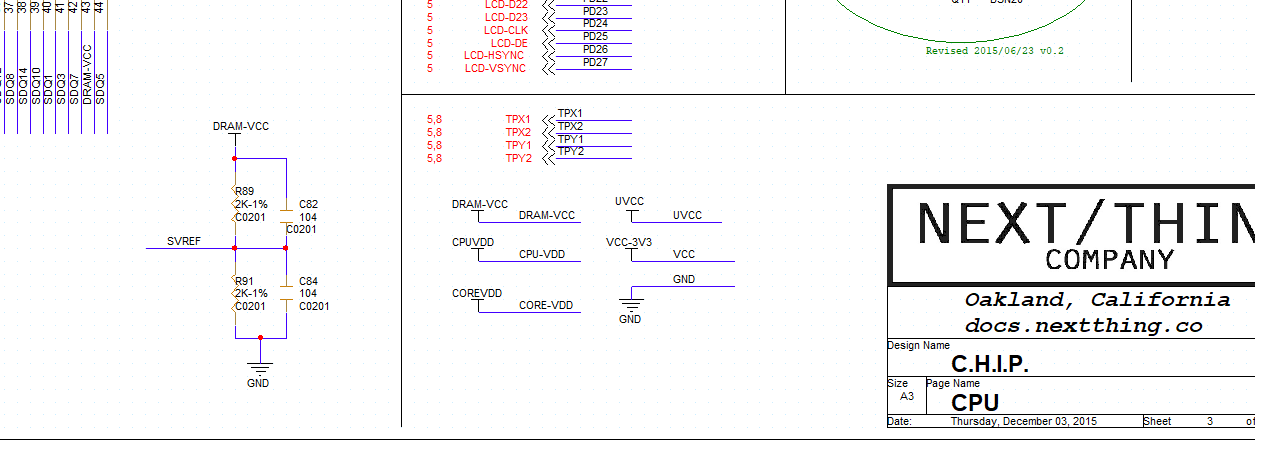 37
38
39
40
41
42
43
44
SDQ8
SDQ14
SDQ10
SDQ1
SDQ3
SDQ7
DRAM-VCC
SDQ5
5 LCD-D22
5 LCD-D23 PD23
5 LCD-CLK PD24
5 LCD-DE PD25
5 LCD-HSYNC PD26
5 LCD-VSYNC PD27
Revised 2015/06/23 v0.2
5,8 TPX1 TPX1
5,8 TPX2 TPX2
5,8 TPY1 TPY1
5,8 TPY2 TPY2
DRAM-VCC
R89
2K-1%
C0201
C82
104
C0201
SVREF
R91
2K-1%
C0201
C84
104
C0201
GND
DRAM-VCC
DRAM-VCC
UVCC
UVCC
CPUVDD
CPU-VDD
VCC-3V3
VCC
GND
GND
COREVDD
CORE-VDD
NEXT/THIN
COMPANY
Oakland, California
docs.nextthing.co
Design Name
C.H.I.P.
Size
A3
Page Name
CPU
Date: Thursday, December 03, 2015 Sheet 3 of